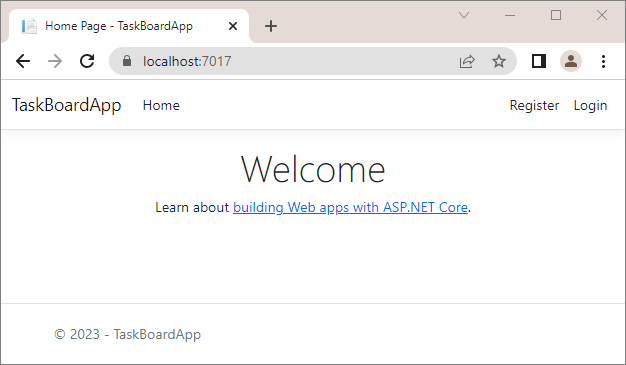 Home Page - TaskBoardApp
localhost:7017
TaskBoardApp Home Register Login
Welcome
Learn about building Web apps with ASP.NET Core.
© 2023 - TaskBoardApp